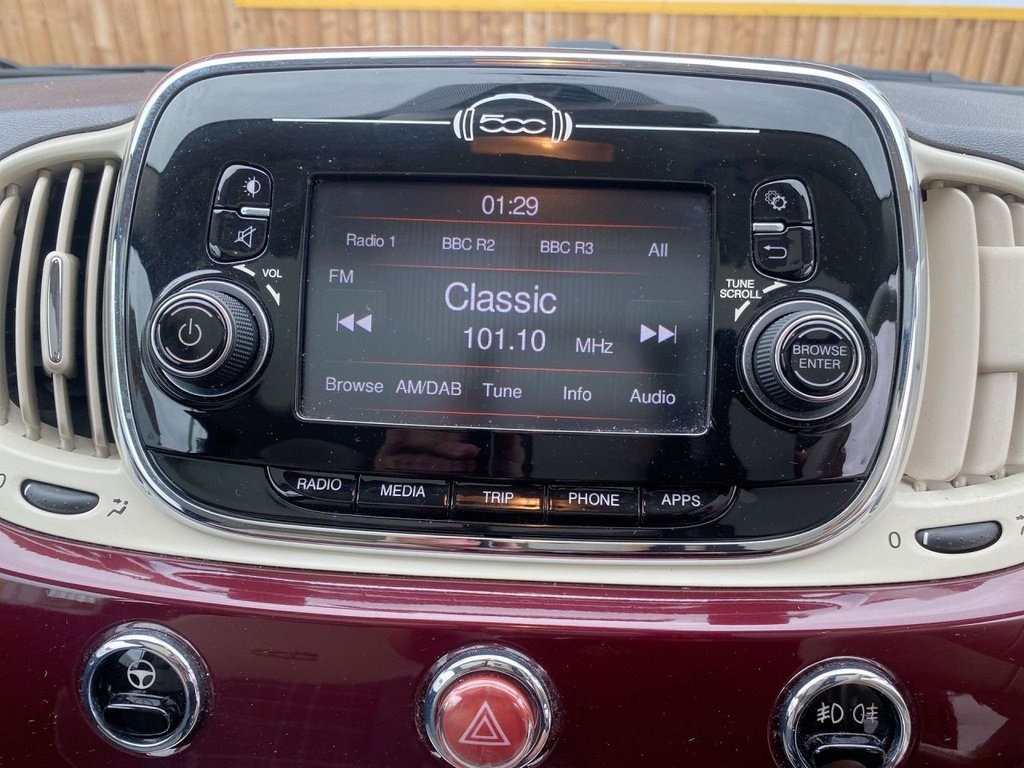 500
01:29
Radio 1 BBC R2 BBC R3 All
FM
Classic
101.10 MHz
Browse AM/DAB Tune Info Audio
VOL
TUNE
SCROLL
BROWSE
ENTER
RADIO MEDIA TRIP PHONE APPS
0
0